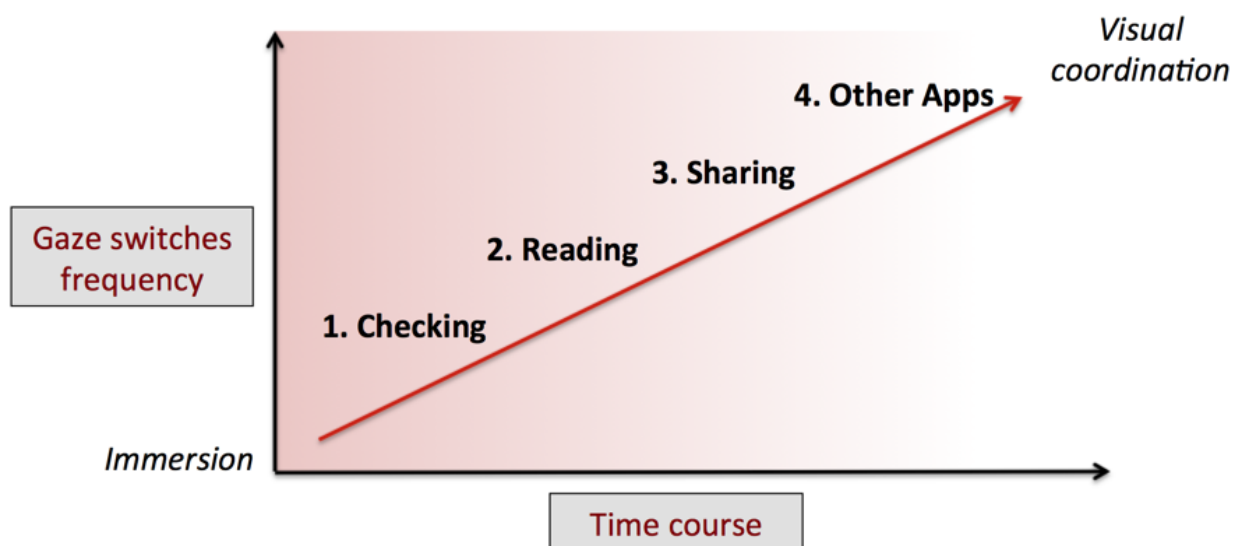 Visual
coordination
4. Other Apps
3. Sharing
Gaze switches
frequency
2. Reading
1. Checking
Immersion
Time course